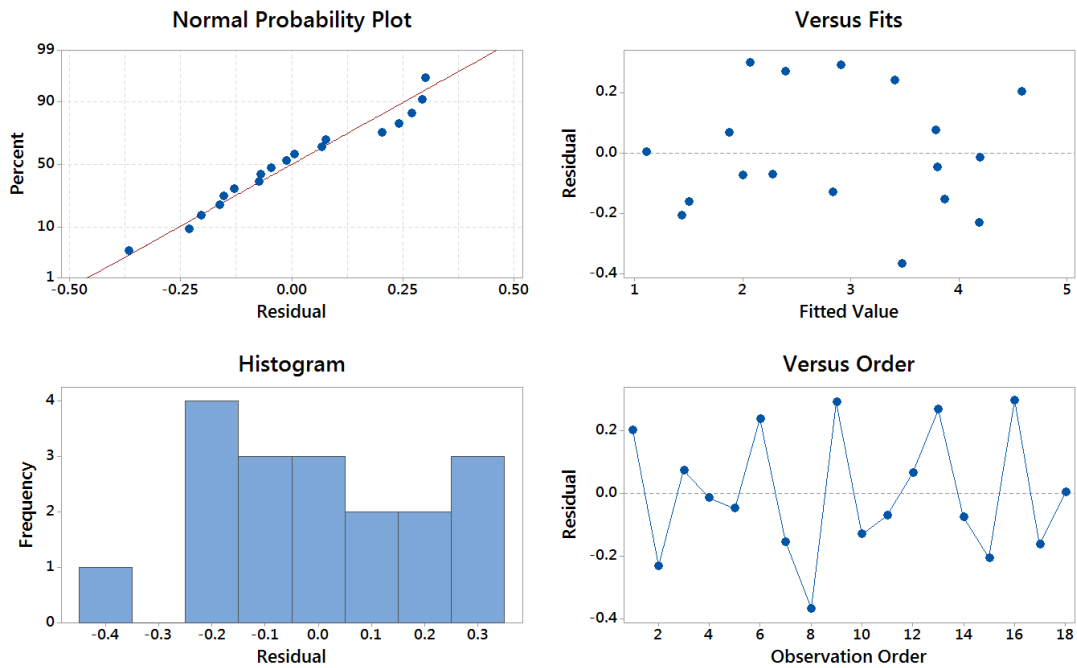 Normal Probability Plot
99
90
50
10
1
Percent
-0.50 -0.25 0.00 0.25 0.50
Residual
Versus Fits
0.2
0.0
-0.2
-0.4
Residual
1 2 3 4 5
Fitted Value
Histogram
4
3
2
1
0
Frequency
-0.4 -0.3 -0.2 -0.1 0.0 0.1 0.2 0.3
Residual
Versus Order
0.2
0.0
-0.2
-0.4
Residual
2 4 6 8 10 12 14 16 18
Observation Order